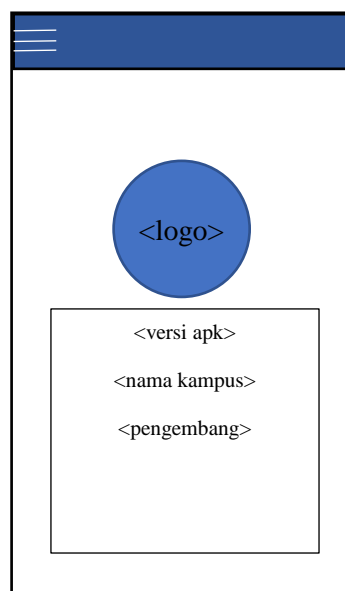 <logo>
<versi apk>
<nama kampus>
<pengembang>